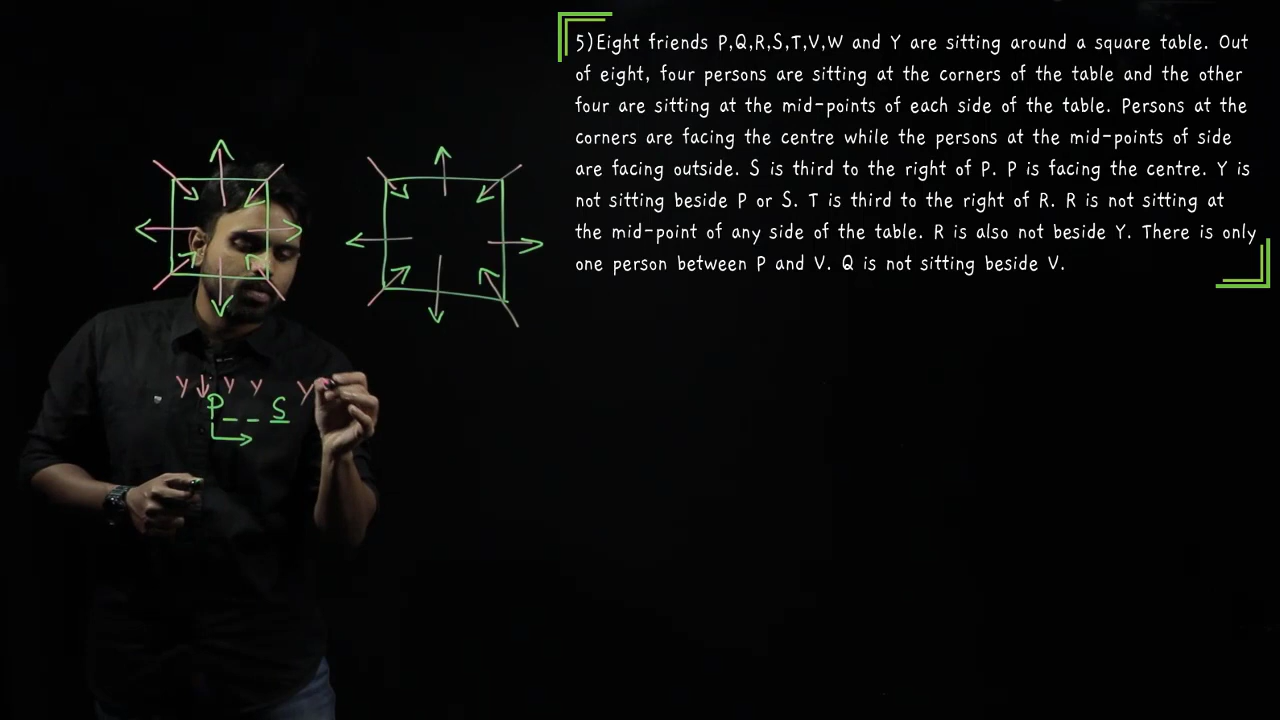 5)Eight friends P,Q,R,S,T,V,W and Y are sitting around a square table. Out
of eight, four persons are sitting at the corners of the table and the other
four are sitting at the mid-points of each side of the table. Persons at the
corners are facing the centre while the persons at the mid-points of side
are facing outside. S is third to the right of P. P is facing the centre. Y is
not sitting beside P or S. T is third to the right of R. R is not sitting at
the mid-point of any side of the table. R is also not beside Y. There is only
one person between P and V. Q is not sitting beside V.
Y Y Y Y
P _ _ S